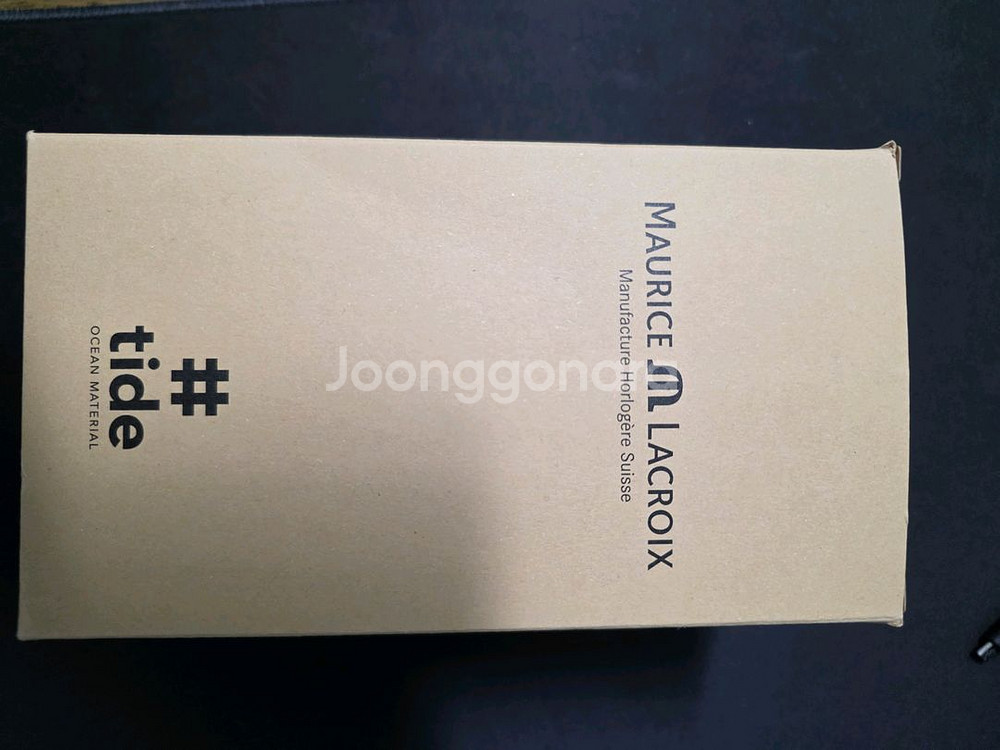 MAURICE M LACROIX
Manufacture Horlogère Suisse
#
tide
OCEAN MATERIAL
Joonggonara